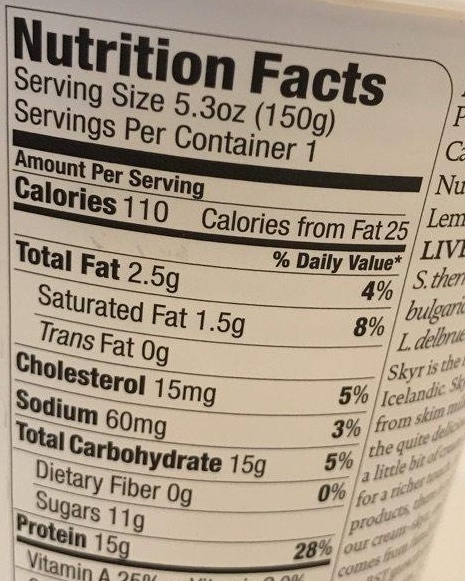 Nutrition Facts
Serving Size 5.3oz (150g)
Servings Per Container 1
Amount Per Serving
Calories 110 Calories from Fat 25
% Daily Value*
Total Fat 2.5g 4%
Saturated Fat 1.5g 8%
Trans Fat 0g
Cholesterol 15mg 5%
Sodium 60mg 3%
Total Carbohydrate 15g 5%
Dietary Fiber 0g 0%
Sugars 11g
Protein 15g 28%
Vitamin A
Nu
Lem
LIVE
S. ther
bulgaric
L. delbrue
Skyr is the
Icelandic. Sk
from skim
the quite
a little bit of
for a richer
products,
our cream
comes from